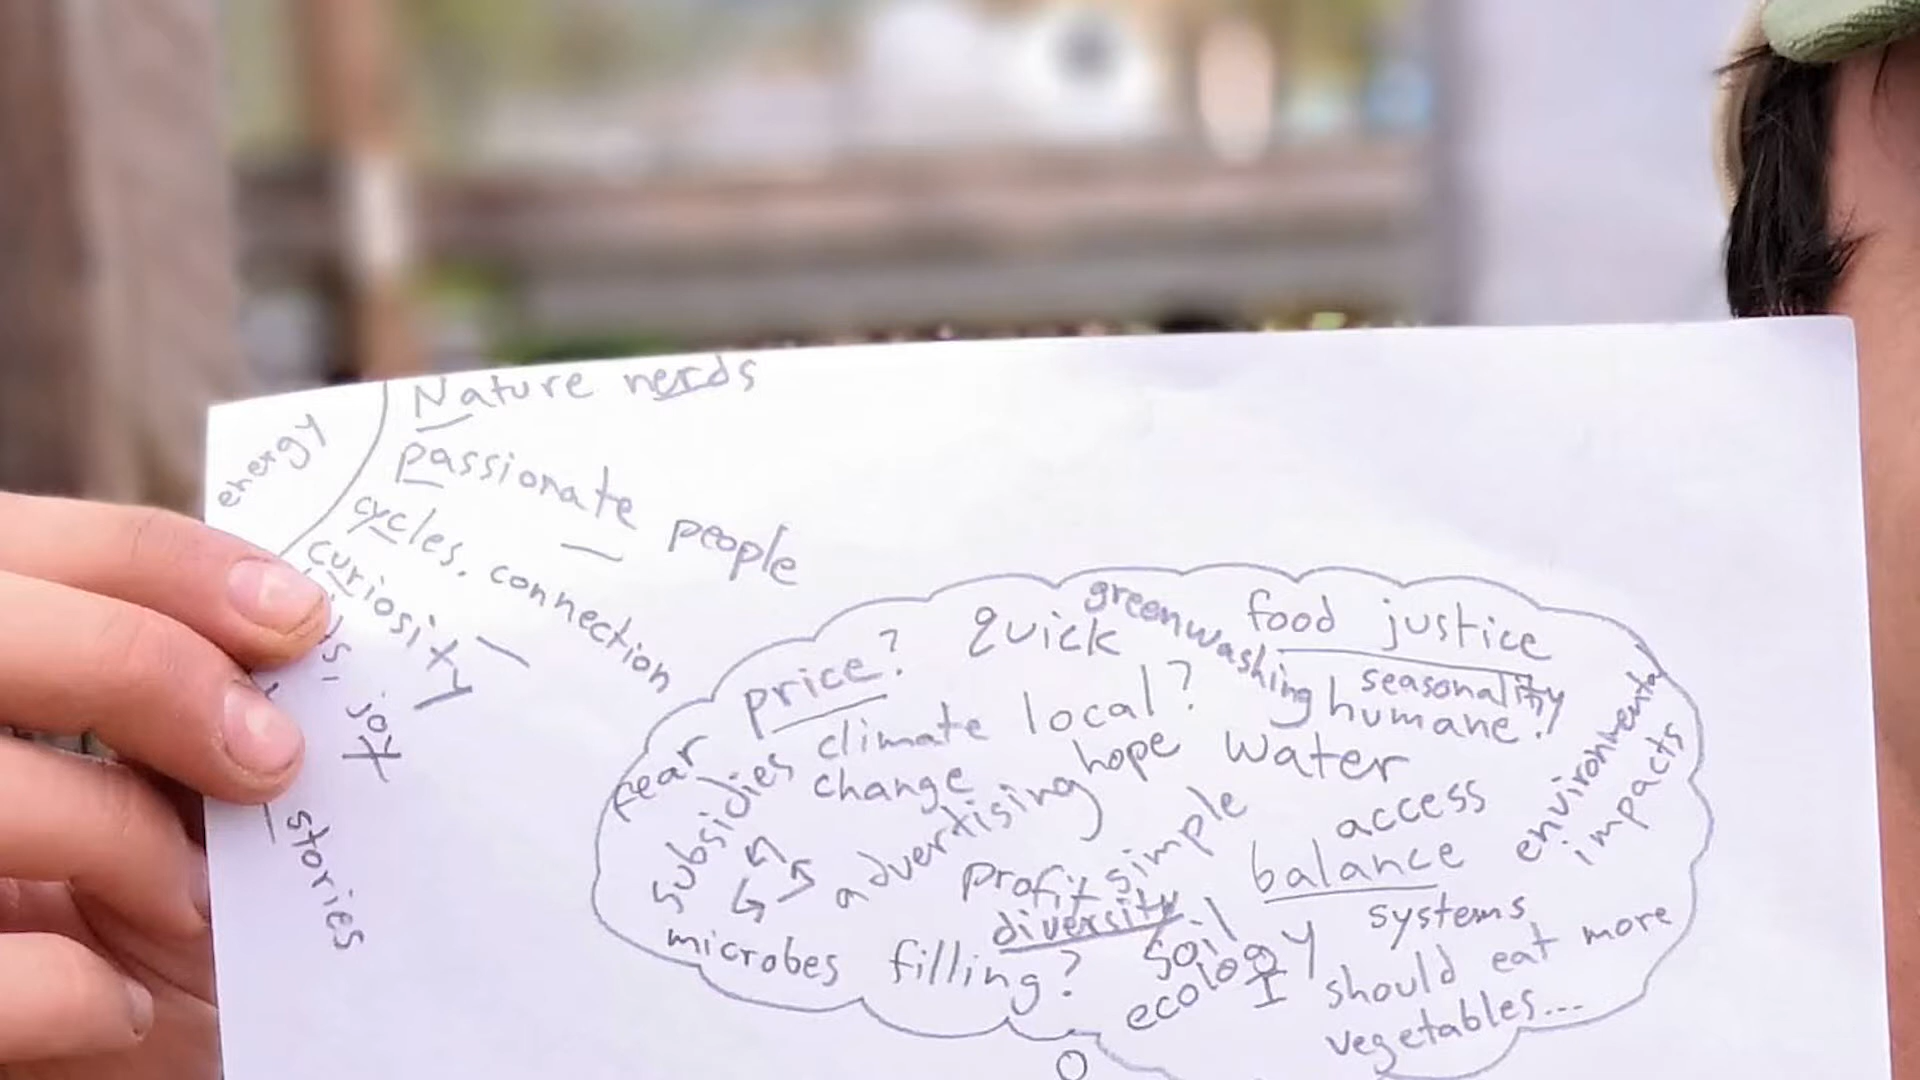 energy
Nature nerds
passionate people
cycles, connection
curiosity
joy
stories
price?
quick
greenwashing
food justice
seasonality
humane?
fear
subsidies
climate change
local?
hope
water
advertising
profit
simple
access
balance
environmental impacts
diversity
systems
microbes
filling?
soil
ecology
I should eat more
vegetables...